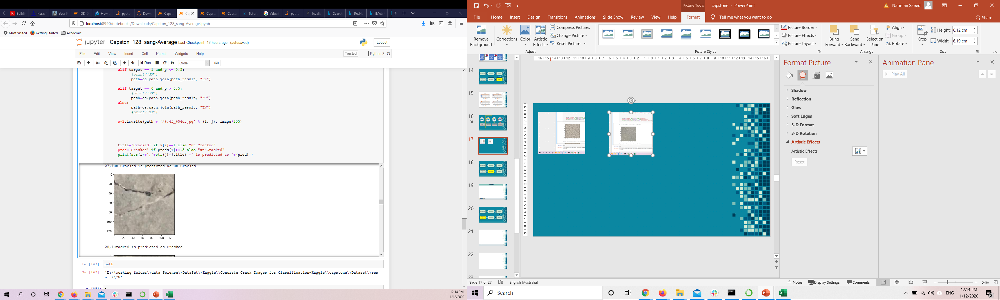 Buildi
Keras
Your F
IOD_D
How t
python
Downl
Capst
Ca
Capst
Capst
Tutori
ValueE
python
Invali
Search
ResNe
iMet:
localhost:8990/notebooks/Downloads/Capston_128_sang-Average.ipynb
Most Visited Getting Started Academic
jupyter Capston_128_sang-Average Last Checkpoint: 13 hours ago (autosaved)
Logout
File Edit View Insert Cell Kernel Widgets Help
Trusted Python 3
Run Code
elif target == 1 and p <= 0.5:
#print('FN')
path=os.path.join(path_result, "FN")
elif target == 0 and p > 0.5:
#print('FP')
path=os.path.join(path_result, "FP")
else:
path=os.path.join(path_result, "TN")
#print('TN')
cv2.imwrite(path + '/%.4f_%04d.jpg' % (i, j), image*255)
title='Cracked' if y[i]==1 else "un-Cracked"
pred='Cracked' if preds[i]>=.5 else "un-Cracked"
print(str(i)+','+str(j)+(title) +' is predicted as '+(pred) )
27,1un-Cracked is predicted as un-Cracked
0
20
40
60
80
100
120
0 20 40 60 80 100 120
28,1Cracked is predicted as Cracked
0
In [147]: path
Out[147]: 'D:\\working folder\\data Sciense\\DataSet\\Kaggle\\Concrete Crack Images for Classification-Kaggle\\capstone\\Dataset\\res
ult\\TN'
In [85]:
12:14 PM
1/12/2020
Picture Tools
capstone - PowerPoint
Nariman Saeed
File Home Insert Design Transitions Animations Slide Show Review View Help Format Tell me what you want to do
Share
Remove
Background
Corrections
Color
Artistic
Effects
Compress Pictures
Change Picture
Reset Picture
Adjust
Picture Styles
Picture Border
Picture Effects
Picture Layout
Bring
Forward
Send
Backward
Selection
Pane
Align
Group
Rotate
Arrange
Crop
Height: 6.12 cm
Width: 6.19 cm
Size
14
15
16
17
18
19
20
21
22
23
Format Picture
Shadow
Reflection
Glow
Soft Edges
3-D Format
3-D Rotation
Artistic Effects
Artistic Effects
Reset
Animation Pane
Play All
Slide 17 of 27 English (Australia)
Notes Display Settings Comments
54%
Search
ENG
12:14 PM
1/12/2020
2